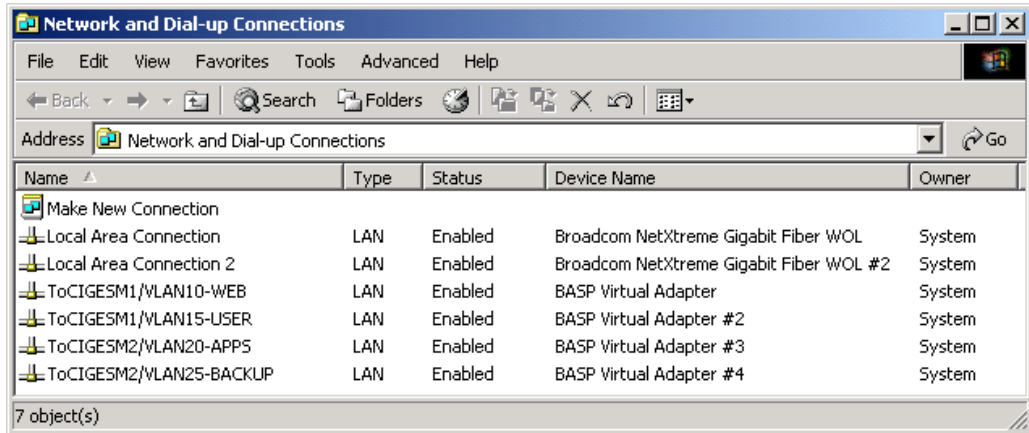 Network and Dial-up Connections
File Edit View Favorites Tools Advanced Help
Back Search Folders
Address Network and Dial-up Connections Go
Name Type Status Device Name Owner
Make New Connection
Local Area Connection LAN Enabled Broadcom NetXtreme Gigabit Fiber WOL System
Local Area Connection 2 LAN Enabled Broadcom NetXtreme Gigabit Fiber WOL #2 System
ToCIGESM1/VLAN10-WEB LAN Enabled BASP Virtual Adapter System
ToCIGESM1/VLAN15-USER LAN Enabled BASP Virtual Adapter #2 System
ToCIGESM2/VLAN20-APPS LAN Enabled BASP Virtual Adapter #3 System
ToCIGESM2/VLAN25-BACKUP LAN Enabled BASP Virtual Adapter #4 System
7 object(s)